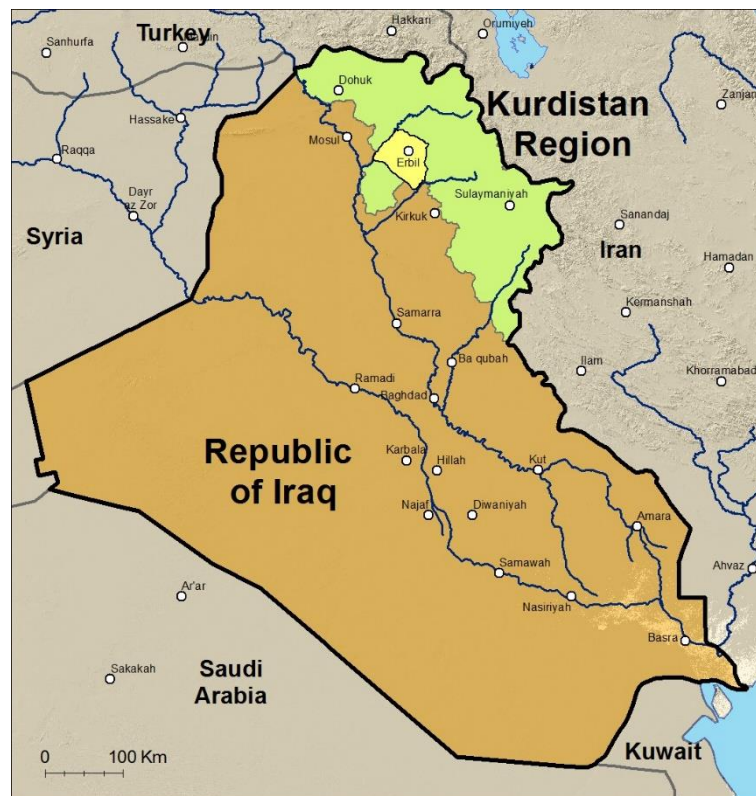 Turkey
Hakkari
Orumiyeh
Sanhurfa
Zanjan
Dohuk
Kurdistan
Region
Hassake
Mosul
Erbil
Raqqa
Dayr
az Zor
Sulaymaniyah
Kirkuk
Sanandaj
Syria
Iran
Hamadan
Kermanshah
Samarra
Ba qubah
Ilam
Khorramabad
Ramadi
Baghdad
Republic
of Iraq
Karbala
Hillah
Kut
Najaf
Diwaniyah
Amara
Samawah
Ahvaz
Ar'ar
Nasiriyah
Basra
Saudi
Arabia
Sakakah
Kuwait
0 100 Km